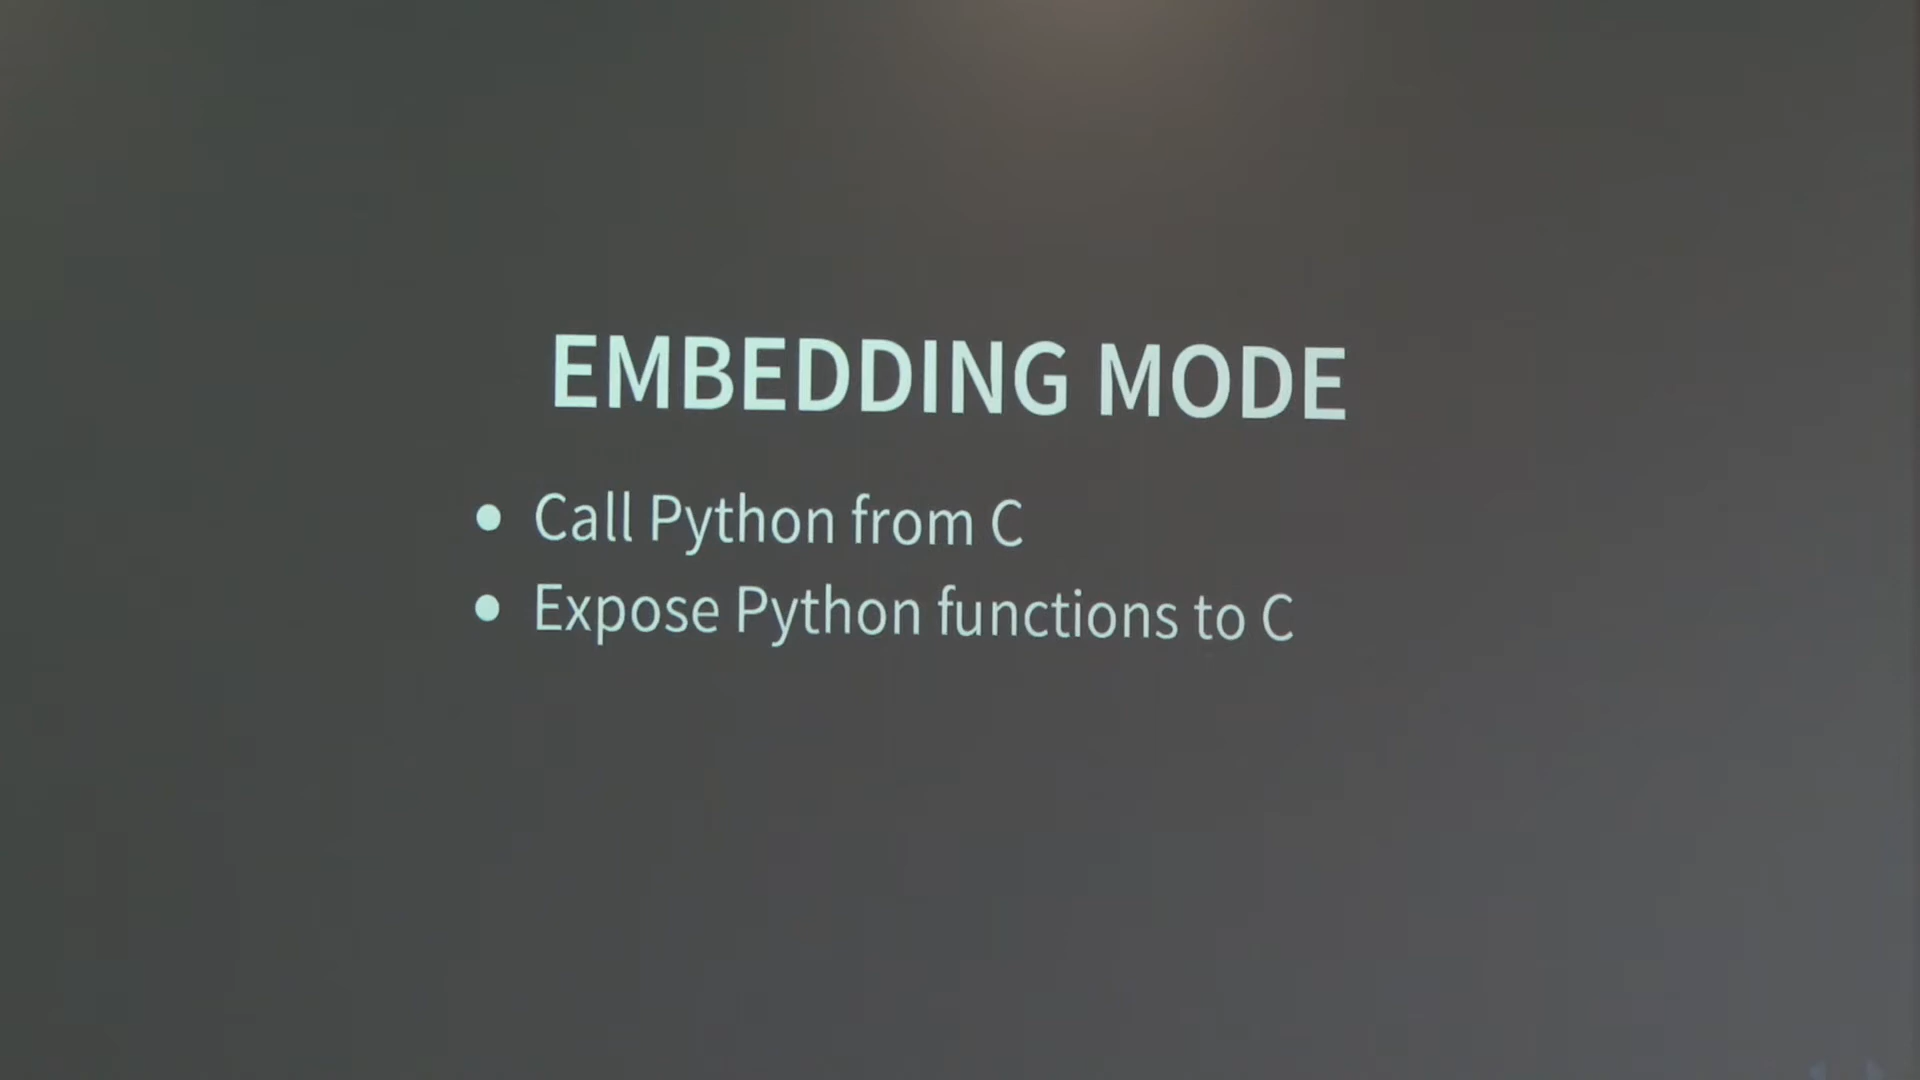 EMBEDDING MODE
• Call Python from C
• Expose Python functions to C